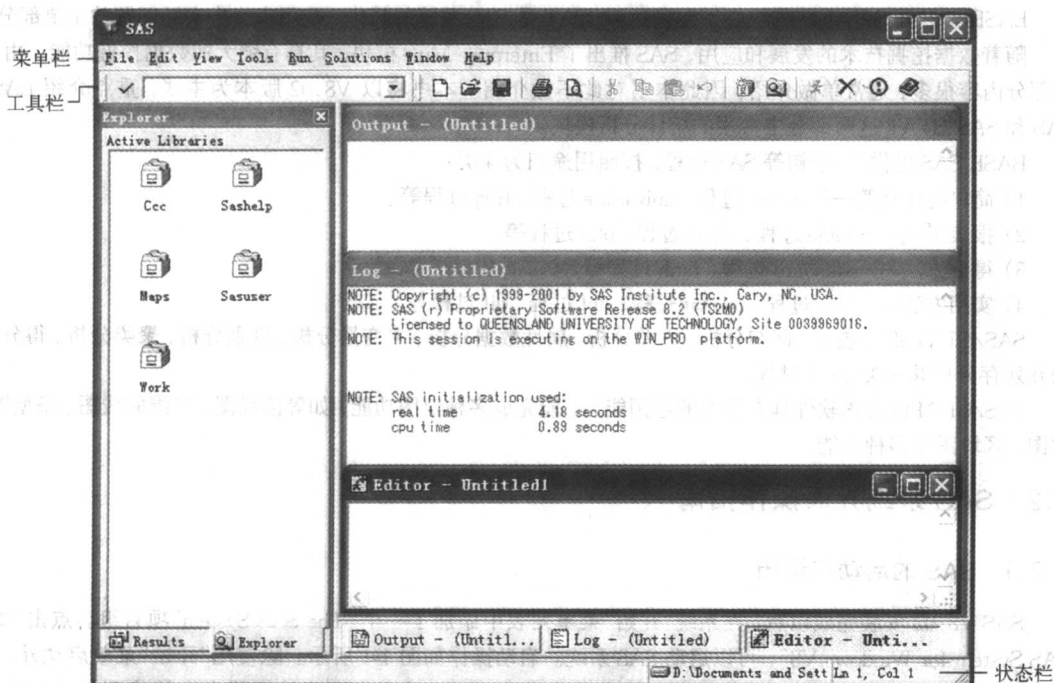 SAS
菜单栏
File Edit View Tools Run Solutions Window Help
工具栏
Explorer
Active Libraries
Ccc
Sashelp
Maps
Sasuser
Work
Output - (Untitled)
Log - (Untitled)
NOTE: Copyright (c) 1999-2001 by SAS Institute Inc., Cary, NC, USA.
NOTE: SAS (r) Proprietary Software Release 8.2 (TS2M0)
Licensed to QUEENSLAND UNIVERSITY OF TECHNOLOGY, Site 0039969016.
NOTE: This session is executing on the WIN_PRO platform.
NOTE: SAS initialization used:
real time 4.18 seconds
cpu time 0.89 seconds
Editor - Untitled1
Results
Explorer
Output - (Untitl...
Log - (Untitled)
Editor - Unti...
D:\Documents and Sett
Ln 1, Col 1
状态栏